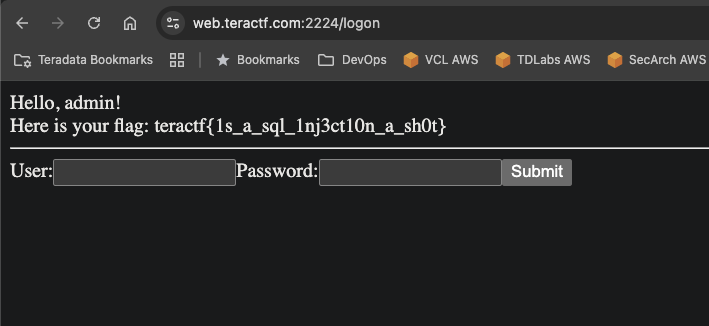 web.teractf.com:2224/logon
Teradata Bookmarks Bookmarks DevOps VCL AWS TDLabs AWS SecArch AWS
Hello, admin!
Here is your flag: teractf{1s_a_sql_1nj3ct10n_a_sh0t}
User: Password: Submit